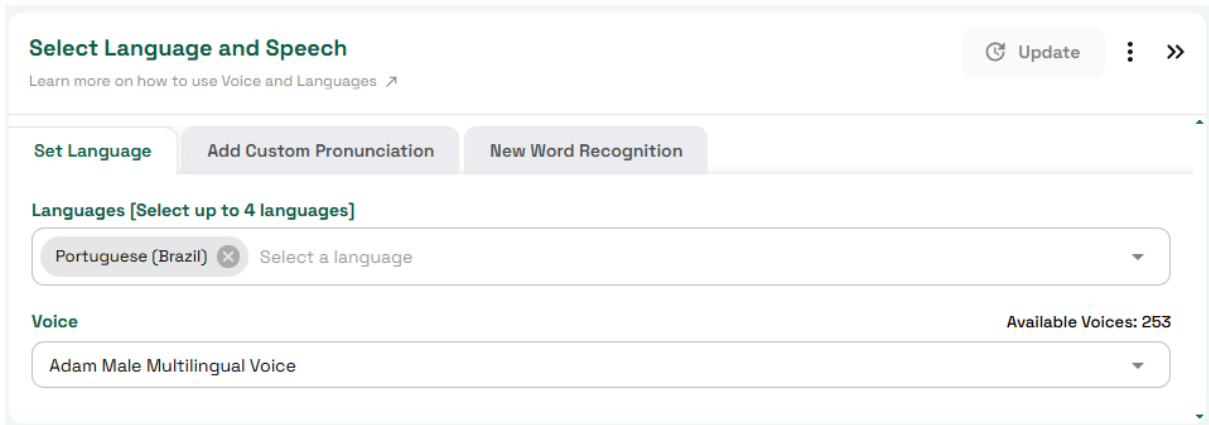 Select Language and Speech
Update
Learn more on how to use Voice and Languages
Set Language
Add Custom Pronunciation
New Word Recognition
Languages [Select up to 4 languages]
Portuguese (Brazil)
Select a language
Voice
Available Voices: 253
Adam Male Multilingual Voice